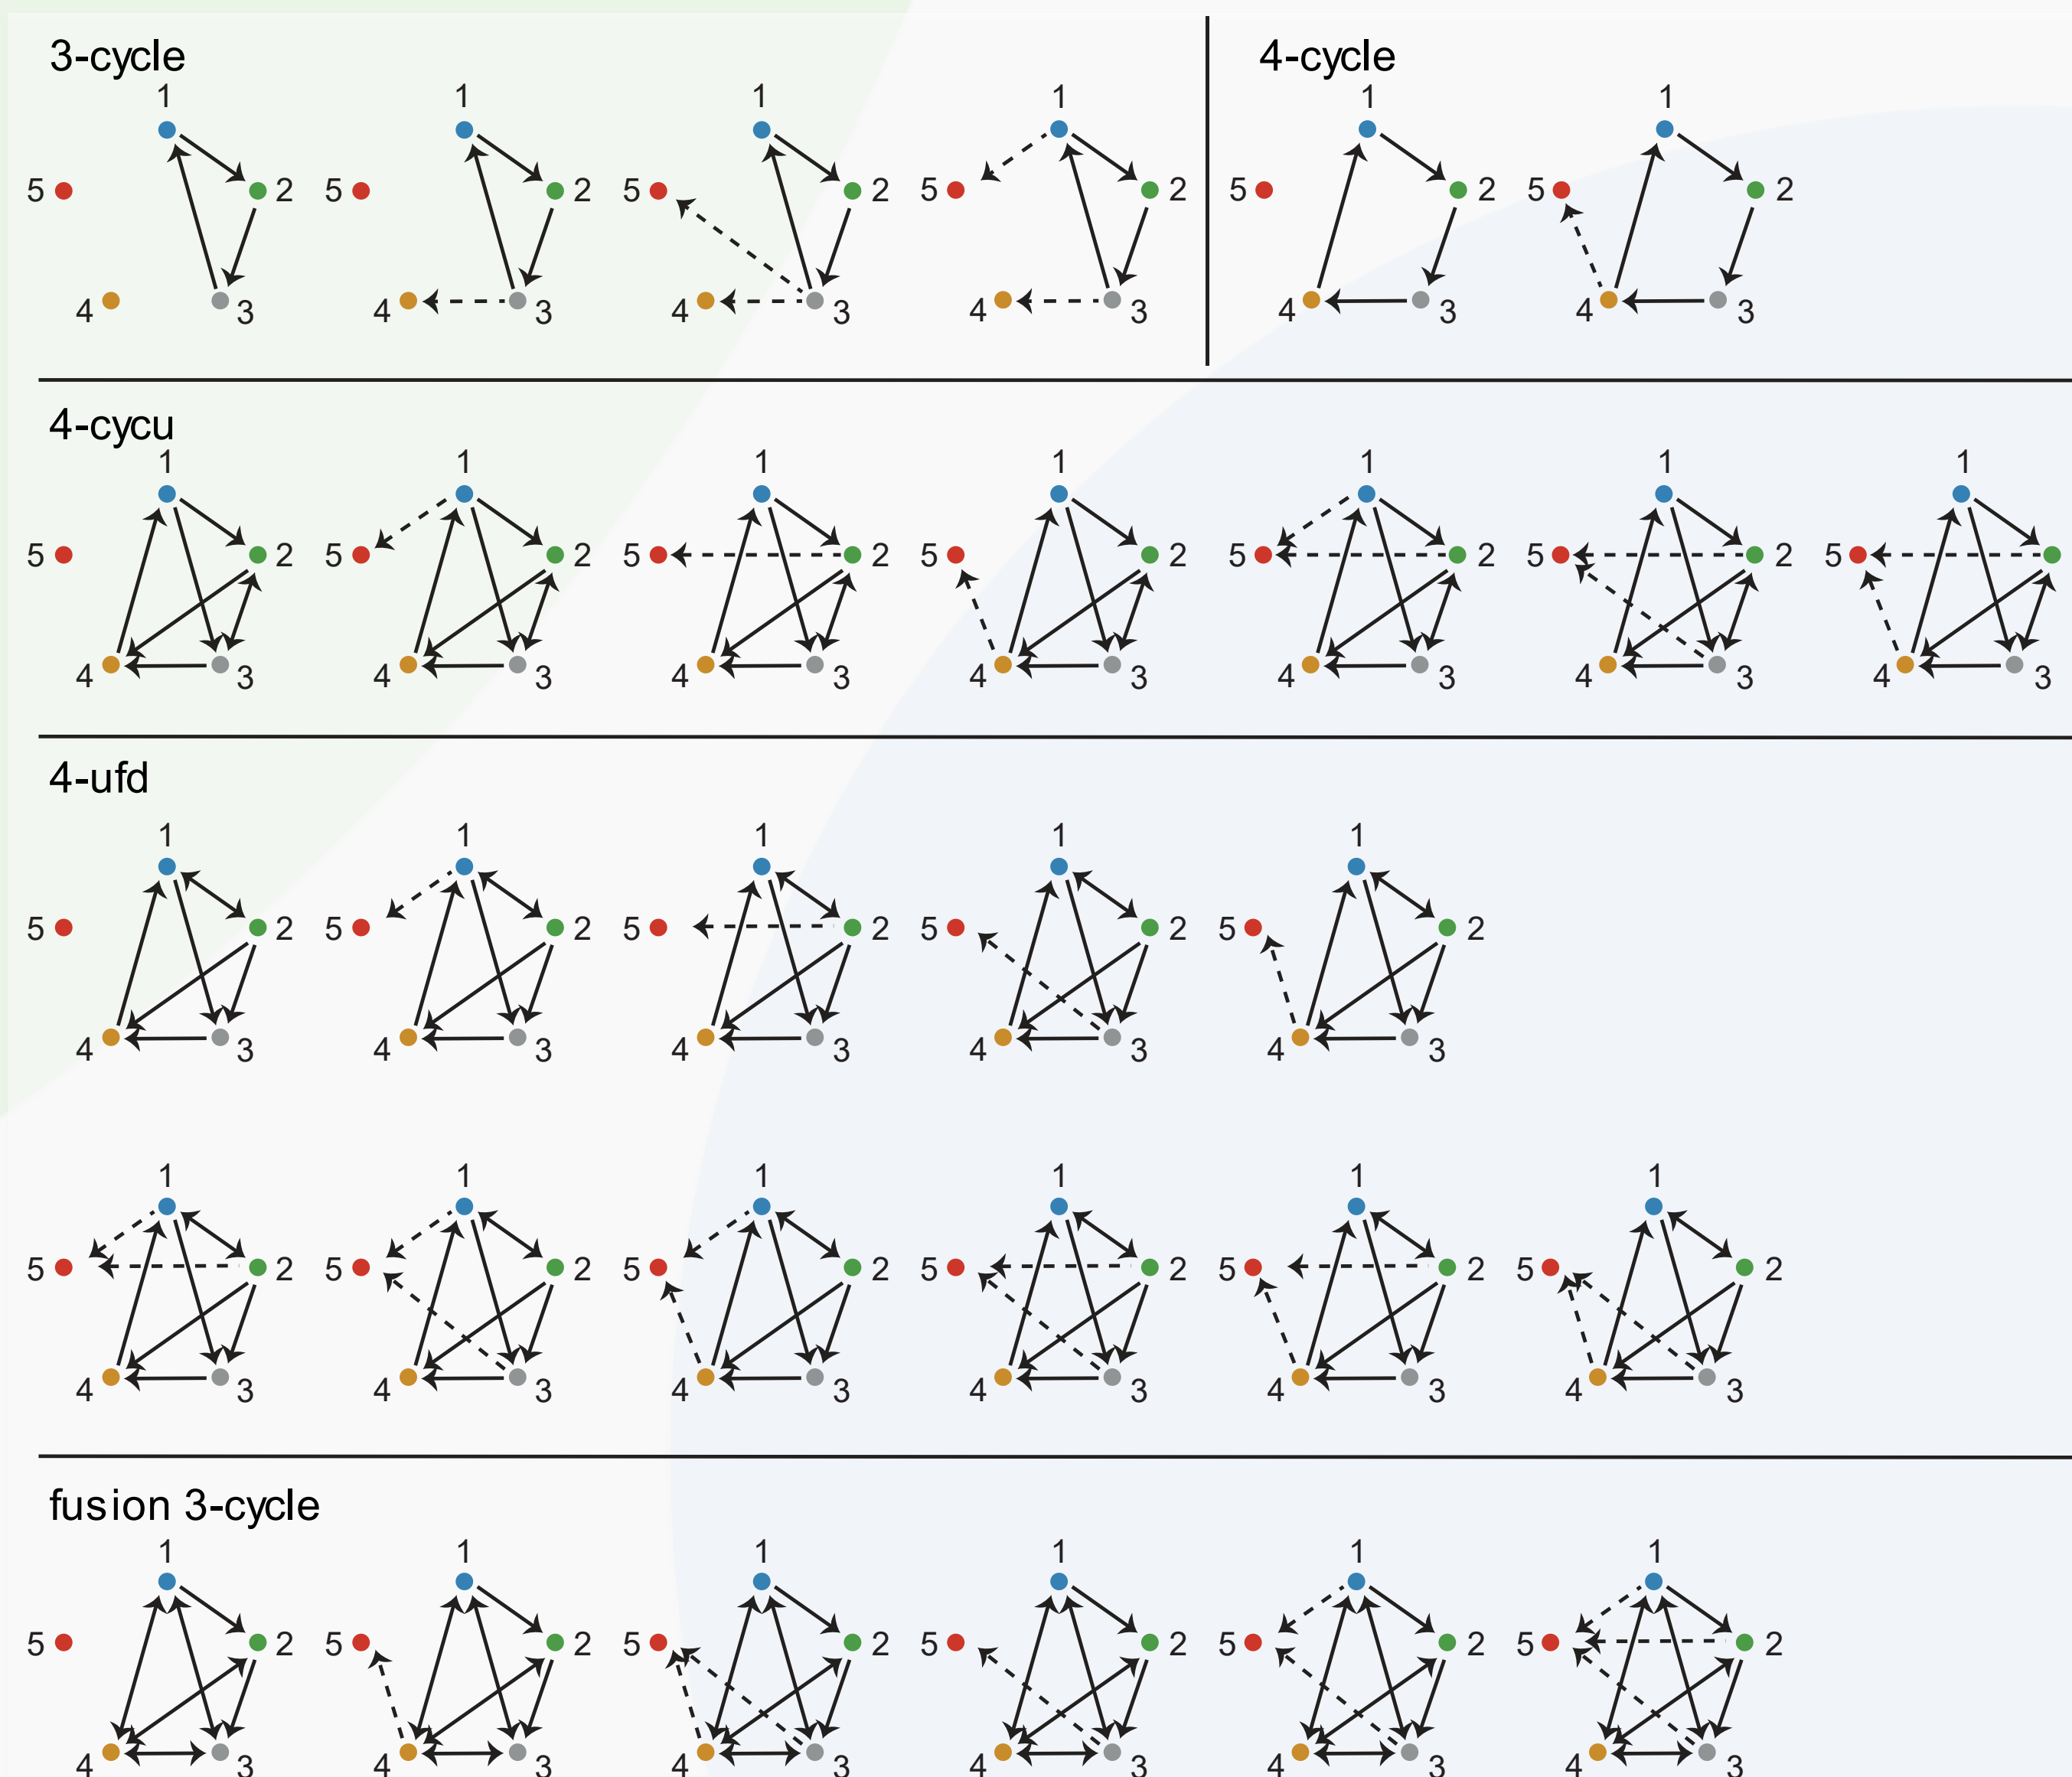 3-cycle 4-cycle
1 1 1 1 1 1
5 2 5 2 5 2 5 2 5 2 5 2
4 3 4 3 4 3 4 3 4 3 4 3
4-cycu
1 1 1 1 1 1 1
5 5 2 5 2 5 2 5 2 5 2 5
4 3 4 3 4 3 4 3 4 3 4 3 4 3
4-ufd
1 1 1 1 1
5 2 5 2 5 2 5 2 5 2
4 3 4 3 4 3 4 3 4 3
1 1 1 1 1 1
5 2 5 2 5 2 5 2 5 2 5 2
4 3 4 3 4 3 4 3 4 3 4 3
fusion 3-cycle
1 1 1 1 1 1
5 2 5 2 5 2 5 2 5 2 5 2
4 3 4 3 4 3 4 3 4 3 4 3